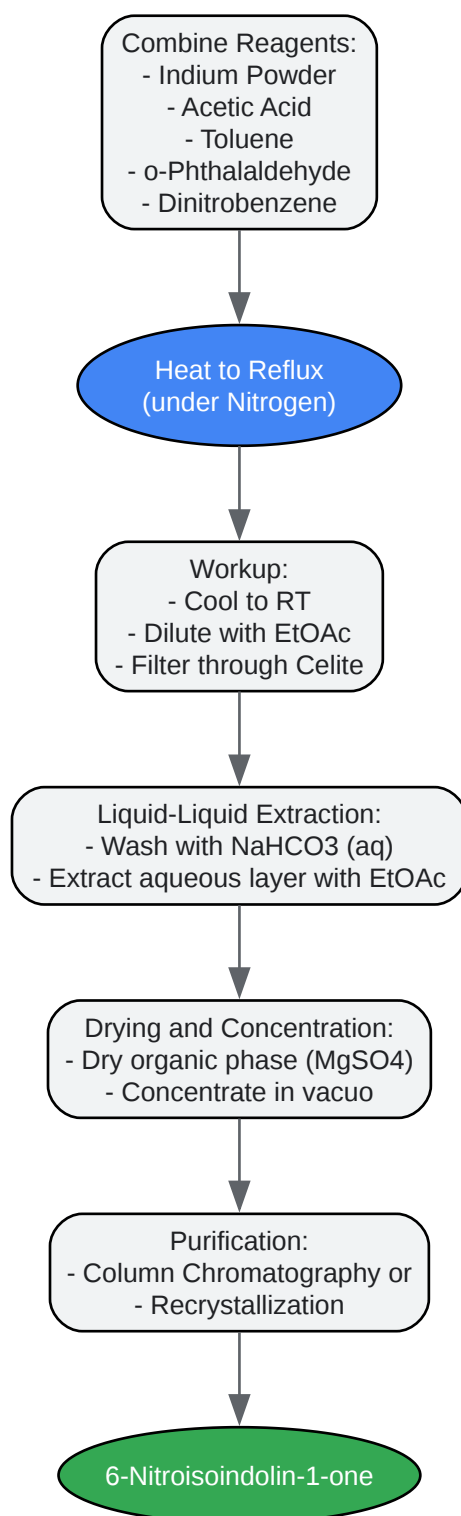 Combine Reagents:
- Indium Powder
- Acetic Acid
- Toluene
- o-Phthalaldehyde
- Dinitrobenzene
Heat to Reflux
(under Nitrogen)
Workup:
- Cool to RT
- Dilute with EtOAc
- Filter through Celite
Liquid-Liquid Extraction:
- Wash with NaHCO3 (aq)
- Extract aqueous layer with EtOAc
Drying and Concentration:
- Dry organic phase (MgSO4)
- Concentrate in vacuo
Purification:
- Column Chromatography or
- Recrystallization
6-Nitroisoindolin-1-one